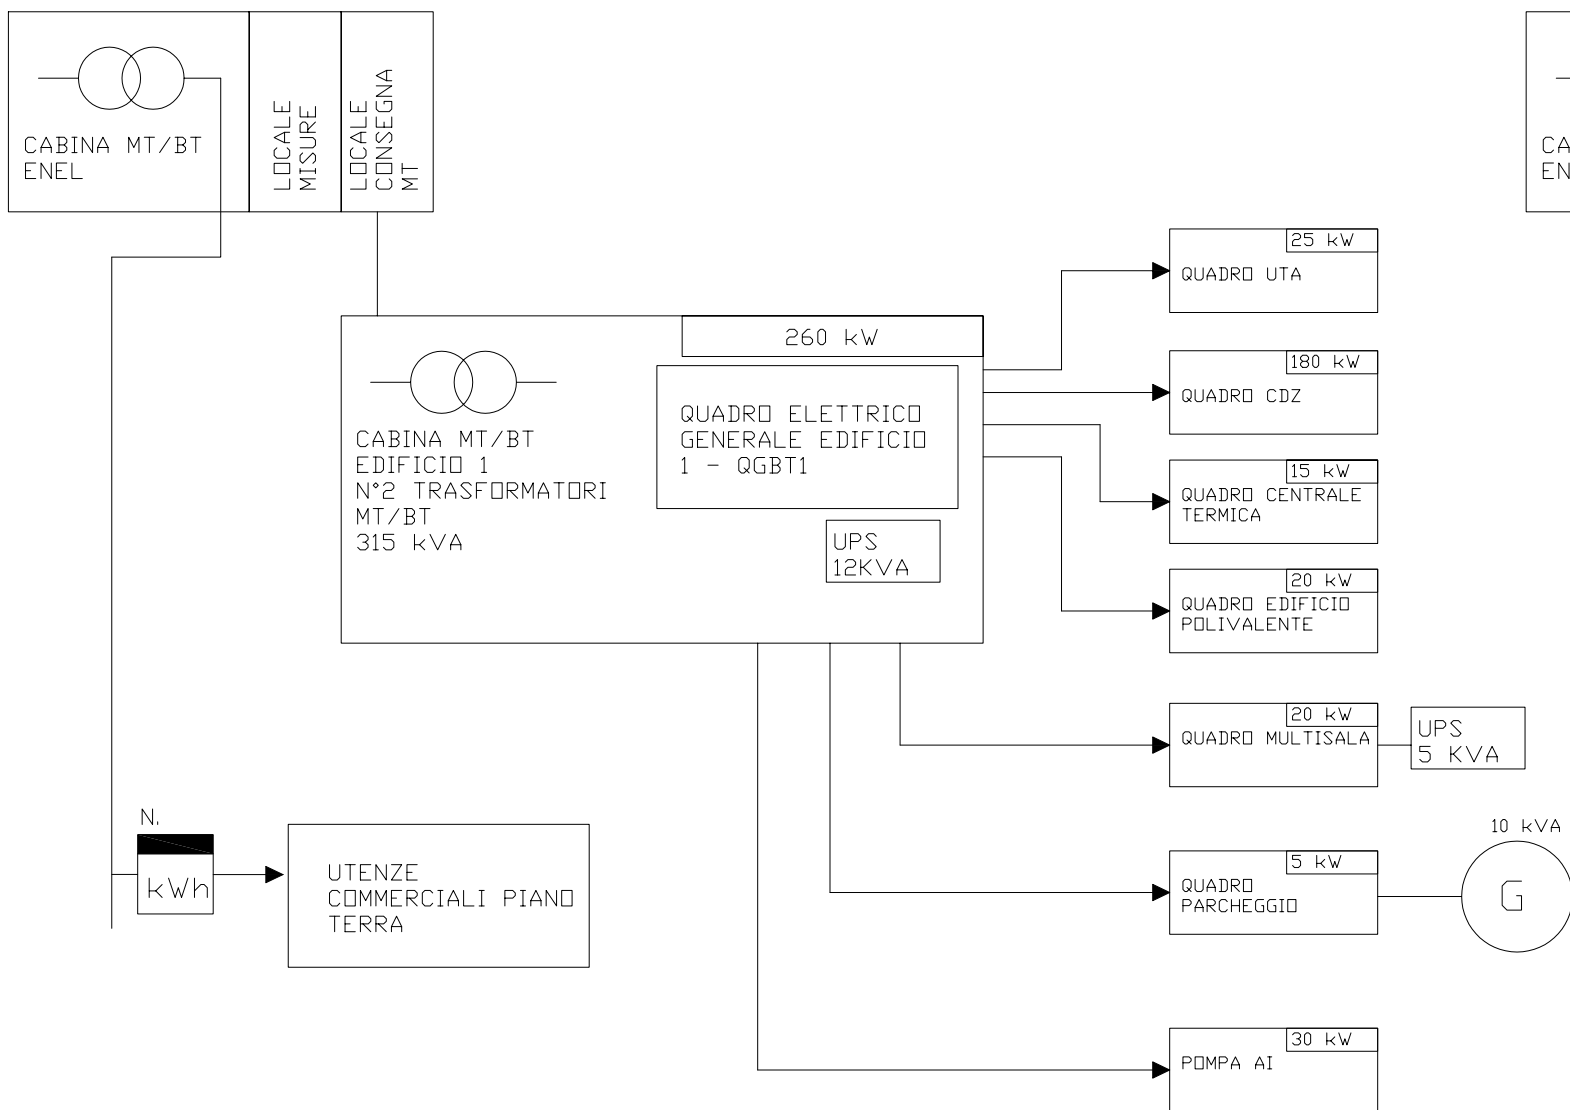 CABINA MT/BT
ENEL
LOCALE
MISURE
LOCALE
CONSEGNA
MT
CA
EN
260 kW
CABINA MT/BT
EDIFICIO 1
N°2 TRASFORMATORI
MT/BT
315 kVA
QUADRO ELETTRICO
GENERALE EDIFICIO
1 - QGBT1
UPS
12KVA
25 kW
QUADRO UTA
180 kW
QUADRO CDZ
15 kW
QUADRO CENTRALE
TERMICA
20 kW
QUADRO EDIFICIO
POLIVALENTE
20 kW
QUADRO MULTISALA
UPS
5 KVA
5 kW
QUADRO
PARCHEGGIO
10 kVA
G
30 kW
POMPA AI
N.
kWh
UTENZE
COMMERCIALI PIANO
TERRA